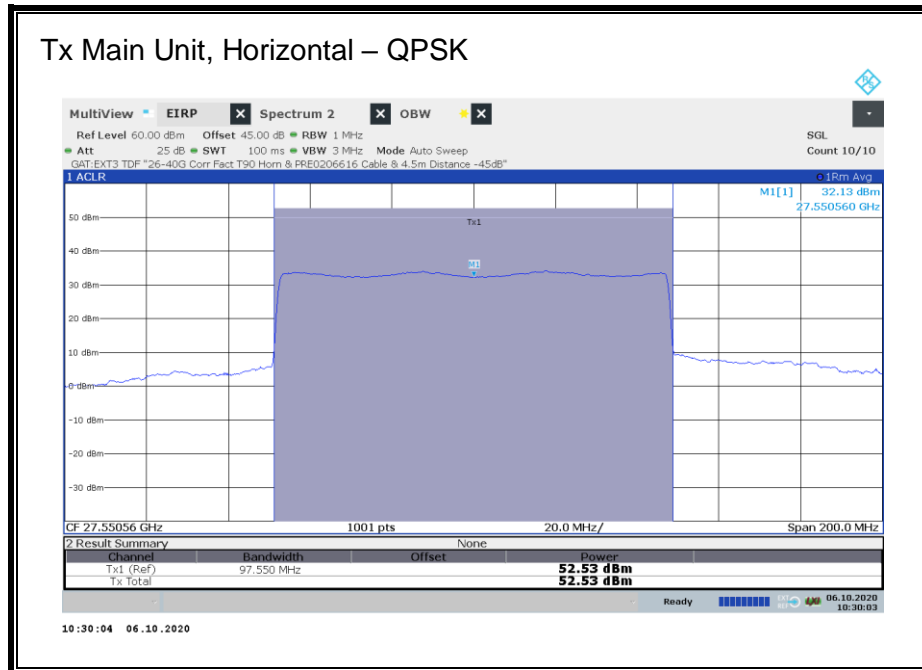 Tx Main Unit, Horizontal – QPSK
MultiView EIRP X Spectrum 2 X OBW X
Ref Level 60.00 dBm Offset 45.00 dB RBW 1 MHz SGL
Att 25 dB SWT 100 ms VBW 3 MHz Mode Auto Sweep Count 10/10
GAT:EXT3 TDF "26-40G Corr Fact T90 Horn & PRE0206616 Cable & 4.5m Distance -45dB"
1 ACLR 1Rm Avg
M1[1] 32.13 dBm
27.550560 GHz
50 dBm
Tx1
40 dBm
M1
30 dBm
20 dBm
10 dBm
0 dBm
-10 dBm
-20 dBm
-30 dBm
CF 27.55056 GHz 1001 pts 20.0 MHz/ Span 200.0 MHz
2 Result Summary None
Channel Bandwidth Offset Power
Tx1 (Ref) 97.550 MHz 52.53 dBm
Tx Total 52.53 dBm
Ready 06.10.2020
10:30:03
10:30:04 06.10.2020